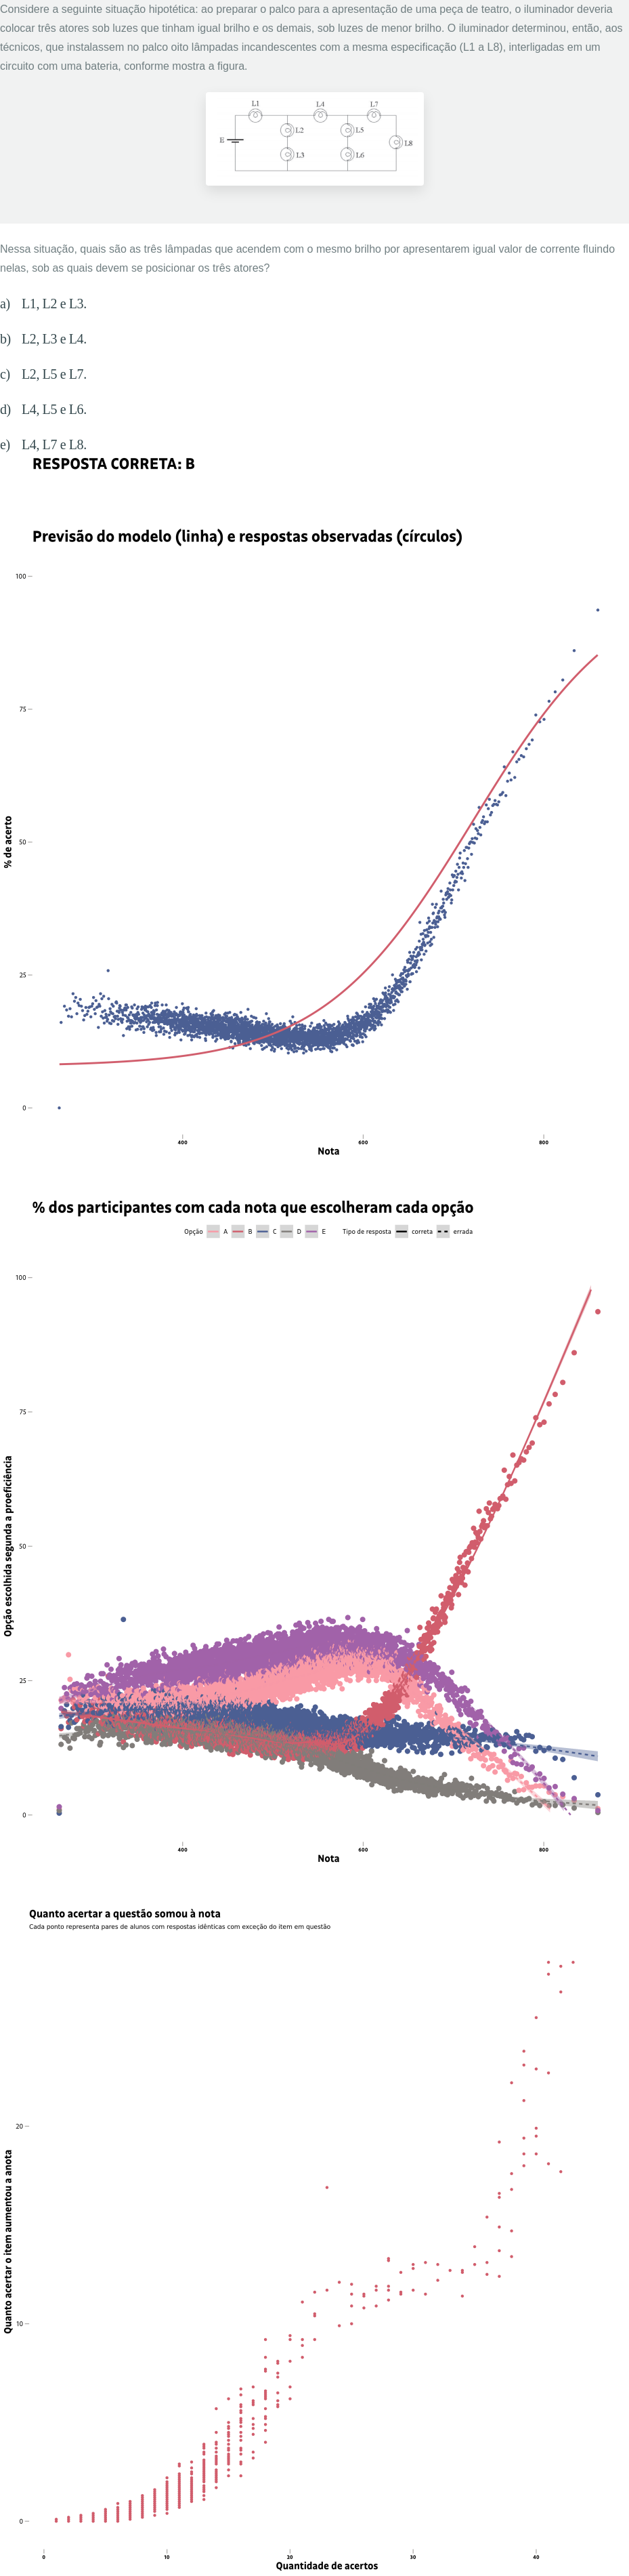 Considere a seguinte situação hipotética: ao preparar o palco para a apresentação de uma peça de teatro, o iluminador deveria
colocar três atores sob luzes que tinham igual brilho e os demais, sob luzes de menor brilho. O iluminador determinou, então, aos
técnicos, que instalassem no palco oito lâmpadas incandescentes com a mesma especificação (L1 a L8), interligadas em um
circuito com uma bateria, conforme mostra a figura.
L1 L4 L7
L2 L5
E L8
L3 L6
Nessa situação, quais são as três lâmpadas que acendem com o mesmo brilho por apresentarem igual valor de corrente fluindo
nelas, sob as quais devem se posicionar os três atores?
a) L1, L2 e L3.
b) L2, L3 e L4.
c) L2, L5 e L7.
d) L4, L5 e L6.
e) L4, L7 e L8.
RESPOSTA CORRETA: B
Previsão do modelo (linha) e respostas observadas (círculos)
100
75
50
25
0
% de acerto
400 600 800
Nota
% dos participantes com cada nota que escolheram cada opção
Opção A B C D E Tipo de resposta correta errada
100
75
50
25
0
Opção escolhida segunda a proeficiência
400 600 800
Nota
Quanto acertar a questão somou à nota
Cada ponto representa pares de alunos com respostas idênticas com exceção do item em questão
20
10
0
Quanto acertar o item aumentou a anota
0 10 20 30 40
Quantidade de acertos